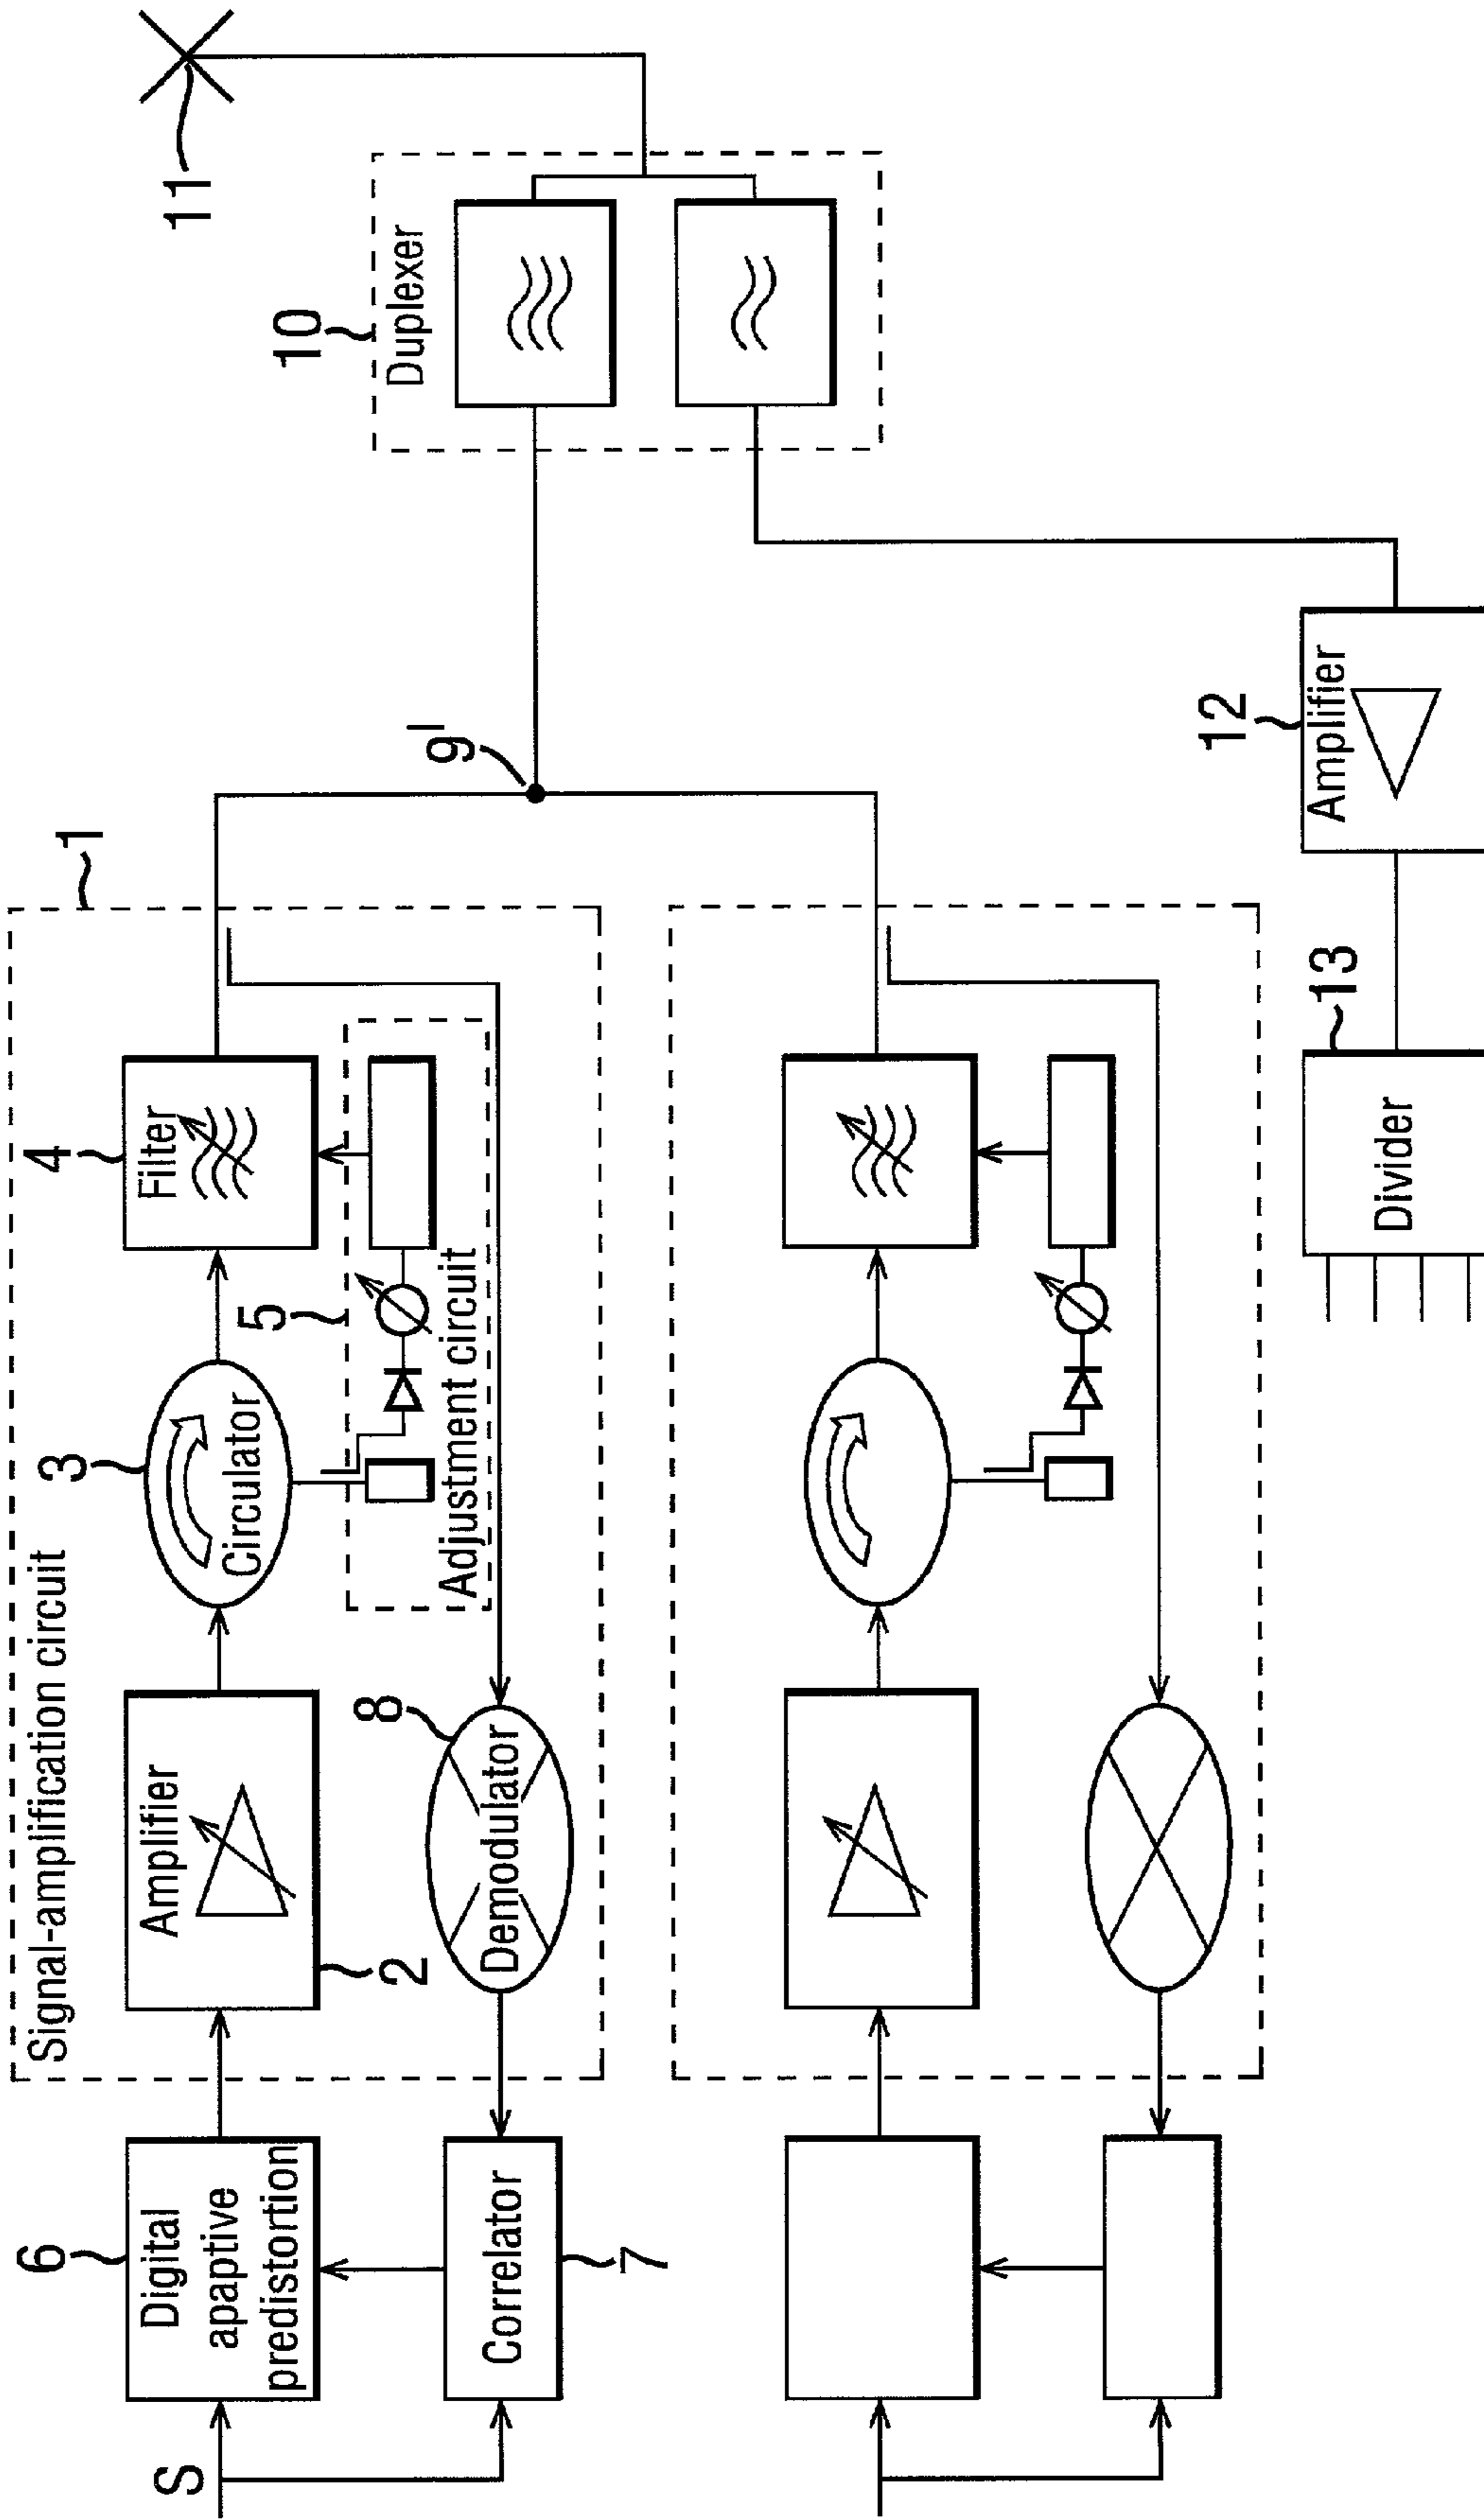 Signal-amplification circuit
1
S
6
Digital
apaptive
predistortion
Amplifier
2
3
Circulator
4
Filter
5
Adjustment circuit
8
Demodulator
Correlator
7
9'
10
Duplexer
11
12
Amplifier
13
Divider